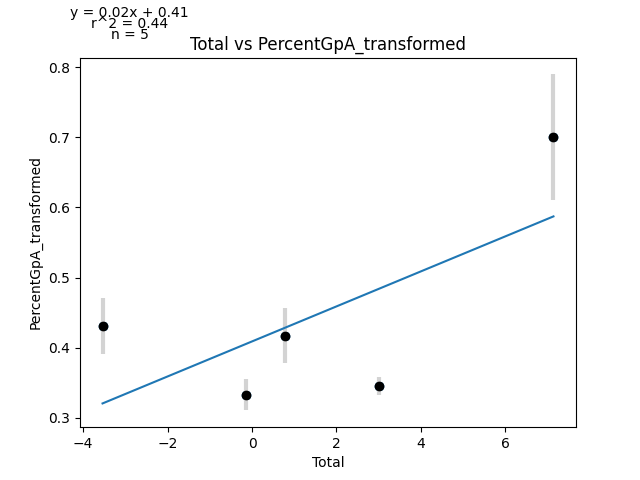 y = 0.02x + 0.41
r^2 = 0.44
n = 5
Total vs PercentGpA_transformed
0.8
0.7
0.6
0.5
0.4
0.3
PercentGpA_transformed
−4 −2 0 2 4 6
Total